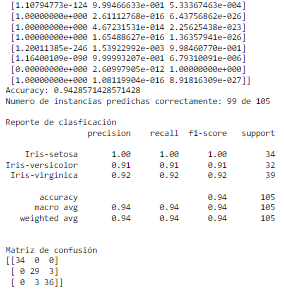 [1.10794773e-124 9.99466633e-001 5.33367463e-004]
[1.00000000e+000 2.61112768e-016 6.43756862e-026]
[1.00000000e+000 4.67231531e-014 2.25625438e-023]
[1.00000000e+000 1.65488627e-016 1.36357941e-026]
[1.20011385e-246 1.53922992e-003 9.98460770e-001]
[1.16400109e-090 9.99993207e-001 6.79310091e-006]
[0.00000000e+000 2.60997905e-012 1.00000000e+000]
[1.00000000e+000 1.08119904e-016 8.91816309e-027]]
Accuracy: 0.9428571428571428
Numero de instancias predichas correctamente: 99 de 105
Reporte de clasficación
precision recall f1-score support
Iris-setosa 1.00 1.00 1.00 34
Iris-versicolor 0.91 0.91 0.91 32
Iris-virginica 0.92 0.92 0.92 39
accuracy 0.94 105
macro avg 0.94 0.94 0.94 105
weighted avg 0.94 0.94 0.94 105
Matriz de confusión
[[34 0 0]
[ 0 29 3]
[ 0 3 36]]